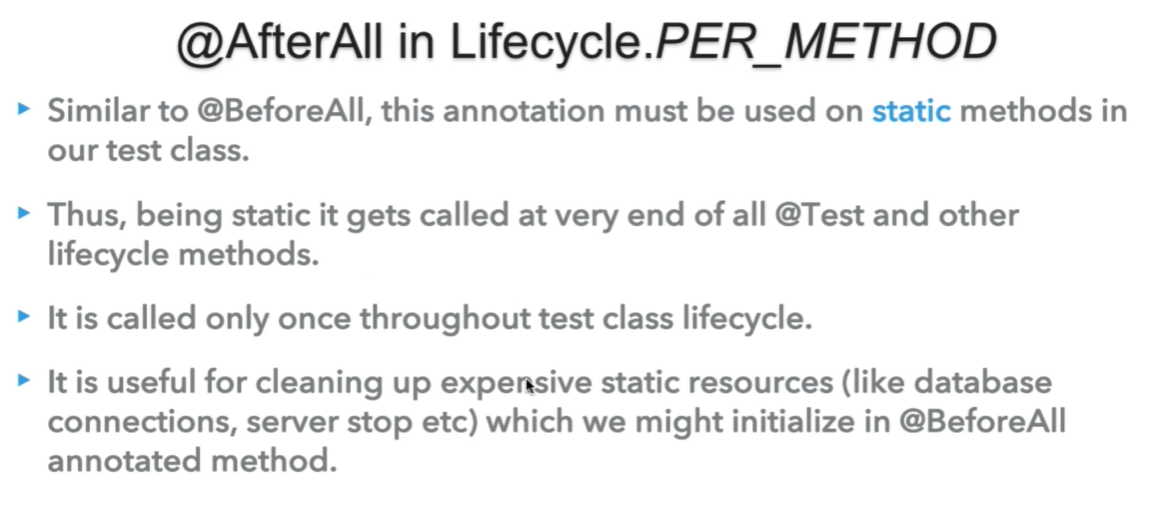 @AfterAll in Lifecycle.PER_METHOD
Similar to @BeforeAll, this annotation must be used on static methods in
our test class.
Thus, being static it gets called at very end of all @Test and other
lifecycle methods.
It is called only once throughout test class lifecycle.
It is useful for cleaning up expensive static resources (like database
connections, server stop etc) which we might initialize in @BeforeAll
annotated method.